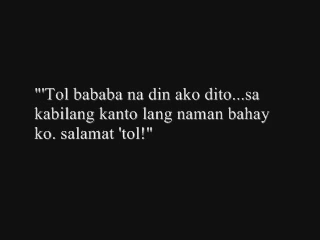 "'Tol bababa na din ako dito...sa
kabilang kanto lang naman bahay
ko. salamat 'tol!"